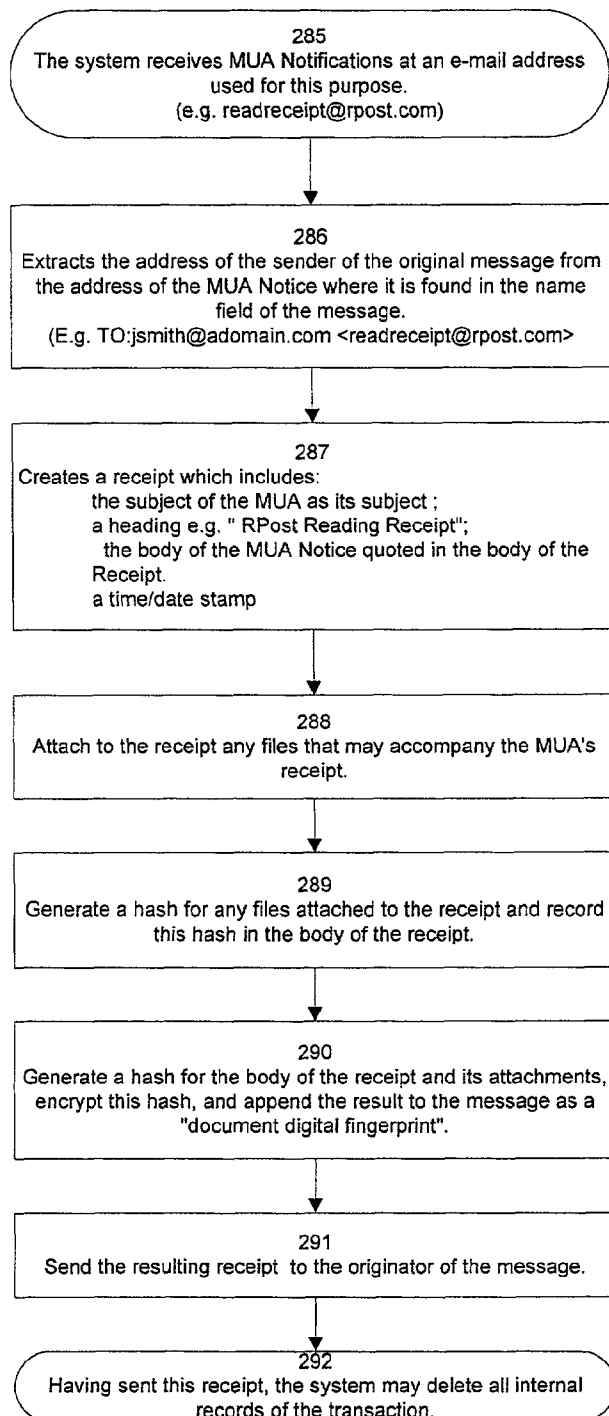 285
The system receives MUA Notifications at an e-mail address
used for this purpose.
(e.g. readreceipt@rpost.com)
286
Extracts the address of the sender of the original message from
the address of the MUA Notice where it is found in the name
field of the message.
(E.g. TO:jsmith@adomain.com <readreceipt@rpost.com>
287
Creates a receipt which includes:
the subject of the MUA as its subject ;
a heading e.g. " RPost Reading Receipt";
the body of the MUA Notice quoted in the body of the
Receipt.
a time/date stamp
288
Attach to the receipt any files that may accompany the MUA's
receipt.
289
Generate a hash for any files attached to the receipt and record
this hash in the body of the receipt.
290
Generate a hash for the body of the receipt and its attachments,
encrypt this hash, and append the result to the message as a
"document digital fingerprint".
291
Send the resulting receipt to the originator of the message.
292
Having sent this receipt, the system may delete all internal
records of the transaction.